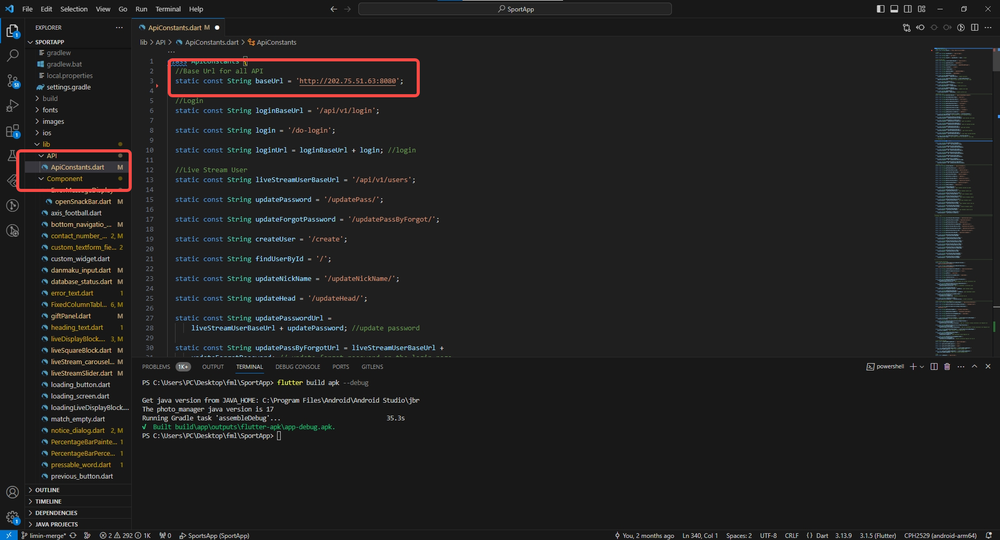 File Edit Selection View Go Run Terminal Help
SportApp
EXPLORER
SPORTAPP
gradlew
gradlew.bat
local.properties
settings.gradle
build
fonts
images
ios
lib
API
ApiConstants.dart M
Component
openSnackBar.dart M
axis_football.dart
bottom_navigatio_... M
contact_number_... 2, M
custom_textform_fie... 2
custom_widget.dart
danmaku_input.dart M
database_status.dart M
error_text.dart 1
FixedColumnTabl... 6, M
giftPanel.dart M
heading_text.dart 1
liveDisplayBlock.... 3, M
liveSquareBlock.dart M
liveStream_carousel... M
liveStreamSlider.dart M
loading_button.dart
loading_screen.dart
loadingLiveDisplayBlock....
match_empty.dart
notice_dialog.dart 2, M
PercentageBarPainte... 1
PercentageBarPerce... 1
pressable_word.dart 1
previous_button.dart
OUTLINE
TIMELINE
DEPENDENCIES
JAVA PROJECTS
1
51
1
1
ApiConstants.dart M
lib > API > ApiConstants.dart > ApiConstants
...
1 class ApiConstants {
2 //Base Url for all API
3 static const String baseUrl = 'http://202.75.51.63:8080';
4
5 //Login
6 static const String loginBaseUrl = '/api/v1/login';
7
8 static const String login = '/do-login';
9
10 static const String loginUrl = loginBaseUrl + login; //login
11
12 //Live Stream User
13 static const String liveStreamUserBaseUrl = '/api/v1/users';
14
15 static const String updatePassword = '/updatePass/';
16
17 static const String updateForgotPassword = '/updatePassByForgot/';
18
19 static const String createUser = '/create';
20
21 static const String findUserById = '/';
22
23 static const String updateNickName = '/updateNickName/';
24
25 static const String updateHead = '/updateHead/';
26
27 static const String updatePasswordUrl =
28 liveStreamUserBaseUrl + updatePassword; //update password
29
30 static const String updatePassByForgotUrl = liveStreamUserBaseUrl +
PROBLEMS 1K+ OUTPUT TERMINAL DEBUG CONSOLE PORTS GITLENS
powershell
PS C:\Users\PC\Desktop\fml\SportApp> flutter build apk --debug
Get java version from JAVA_HOME: C:\Program Files\Android\Android Studio\jbr
The photo_manager java version is 17
Running Gradle task 'assembleDebug'... 35.3s
√ Built build\app\outputs\flutter-apk\app-debug.apk.
PS C:\Users\PC\Desktop\fml\SportApp>
limin-merge* 2 292 1K 0 SportsApp (SportApp) You, 2 months ago Ln 340, Col 1 Spaces: 2 UTF-8 CRLF {} Dart 3.13.9 3.1.5 (Flutter) CPH2529 (android-arm64)